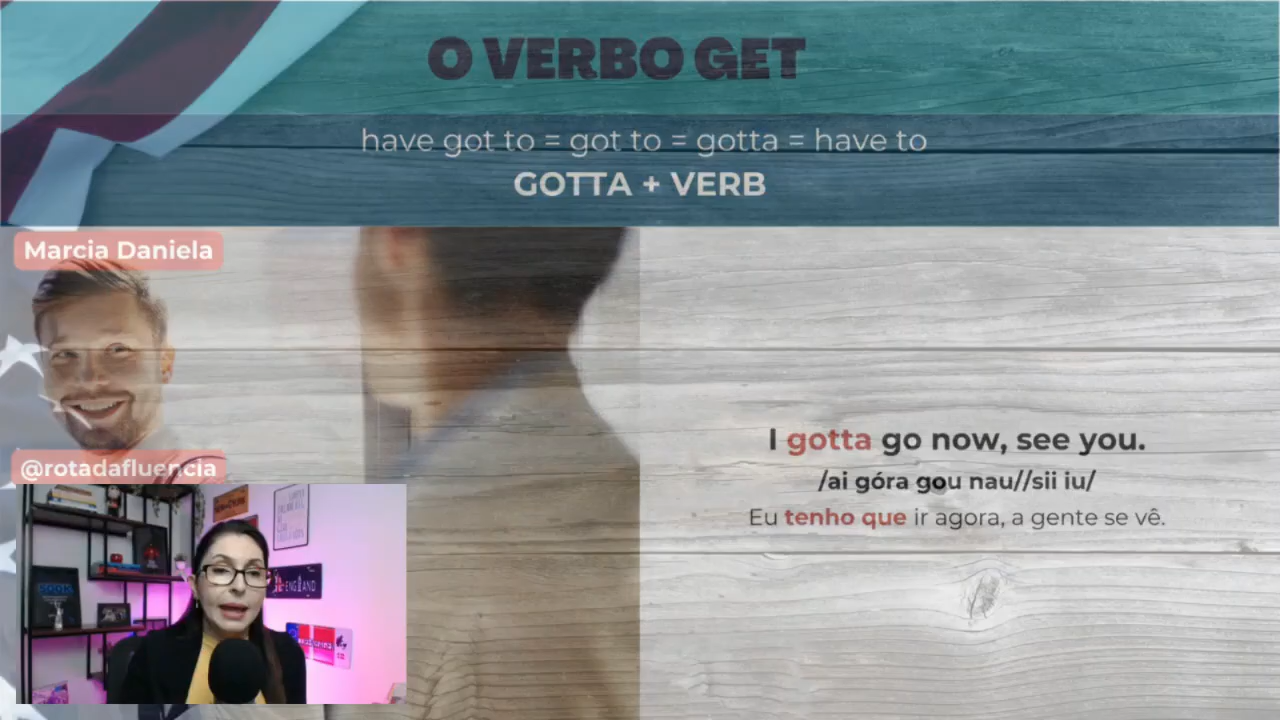 O VERBO GET
have got to = got to = gotta = have to
GOTTA + VERB
Marcia Daniela
I gotta go now, see you.
@rotadafluencia
/ai góra gou nau//sii iu/
Eu tenho que ir agora, a gente se vê.
ENGLAND